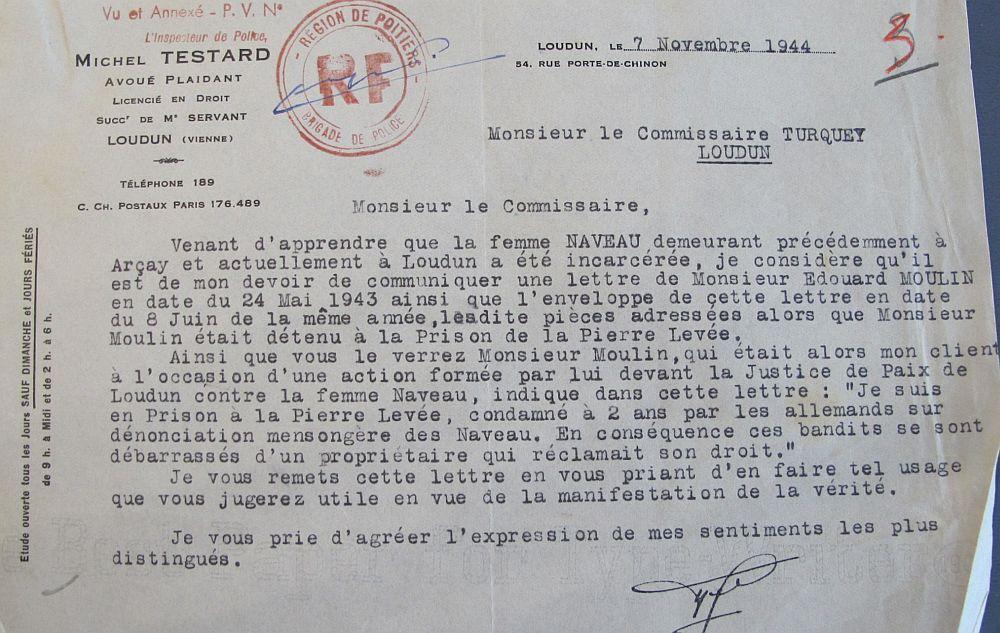 Vu et Annexé - P. V. N°
L'Inspecteur de Police,
MICHEL TESTARD
AVOUÉ PLAIDANT
LICENCIÉ EN DROIT
SUCCʳ DE Mᵉ SERVANT
LOUDUN (VIENNE)
TÉLÉPHONE 189
C. CH. POSTAUX PARIS 176.489
RÉGION DE POITIERS
RF
BRIGADE DE POLICE
LOUDUN, LE 7 Novembre 1944
54, RUE PORTE-DE-CHINON
3.
Monsieur le Commissaire TURQUEY
LOUDUN
Monsieur le Commissaire,
Venant d'apprendre que la femme NAVEAU demeurant précédemment à
Arçay et actuellement à Loudun a été incarcérée, je considère qu'il
est de mon devoir de communiquer une lettre de Monsieur Edouard MOULIN
en date du 24 Mai 1943 ainsi que l'enveloppe de cette lettre en date
du 8 Juin de la même année, lesdite pièces adressées alors que Monsieur
Moulin était détenu à la Prison de la Pierre Levée.
Ainsi que vous le verrez Monsieur Moulin, qui était alors mon client
à l'occasion d'une action formée par lui devant la Justice de Paix de
Loudun contre la femme Naveau, indique dans cette lettre : "Je suis
en Prison à la Pierre Levée, condamné à 2 ans par les allemands sur
dénonciation mensongère des Naveau. En conséquence ces bandits se sont
débarrassés d'un propriétaire qui réclamait son droit."
Je vous remets cette lettre en vous priant d'en faire tel usage
que vous jugerez utile en vue de la manifestation de la vérité.
Je vous prie d'agréer l'expression de mes sentiments les plus
distingués.
Etude ouverte tous les Jours SAUF DIMANCHE et JOURS FÉRIÉS
de 9 h. à Midi et de 2 h. à 6 h.